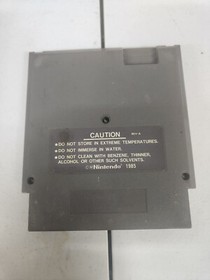 CAUTION
● DO NOT STORE IN EXTREME TEMPERATURES.
● DO NOT IMMERSE IN WATER.
● DO NOT CLEAN WITH BENZENE, THINNER,
ALCOHOL OR OTHER SUCH SOLVENTS.
Nintendo 1985